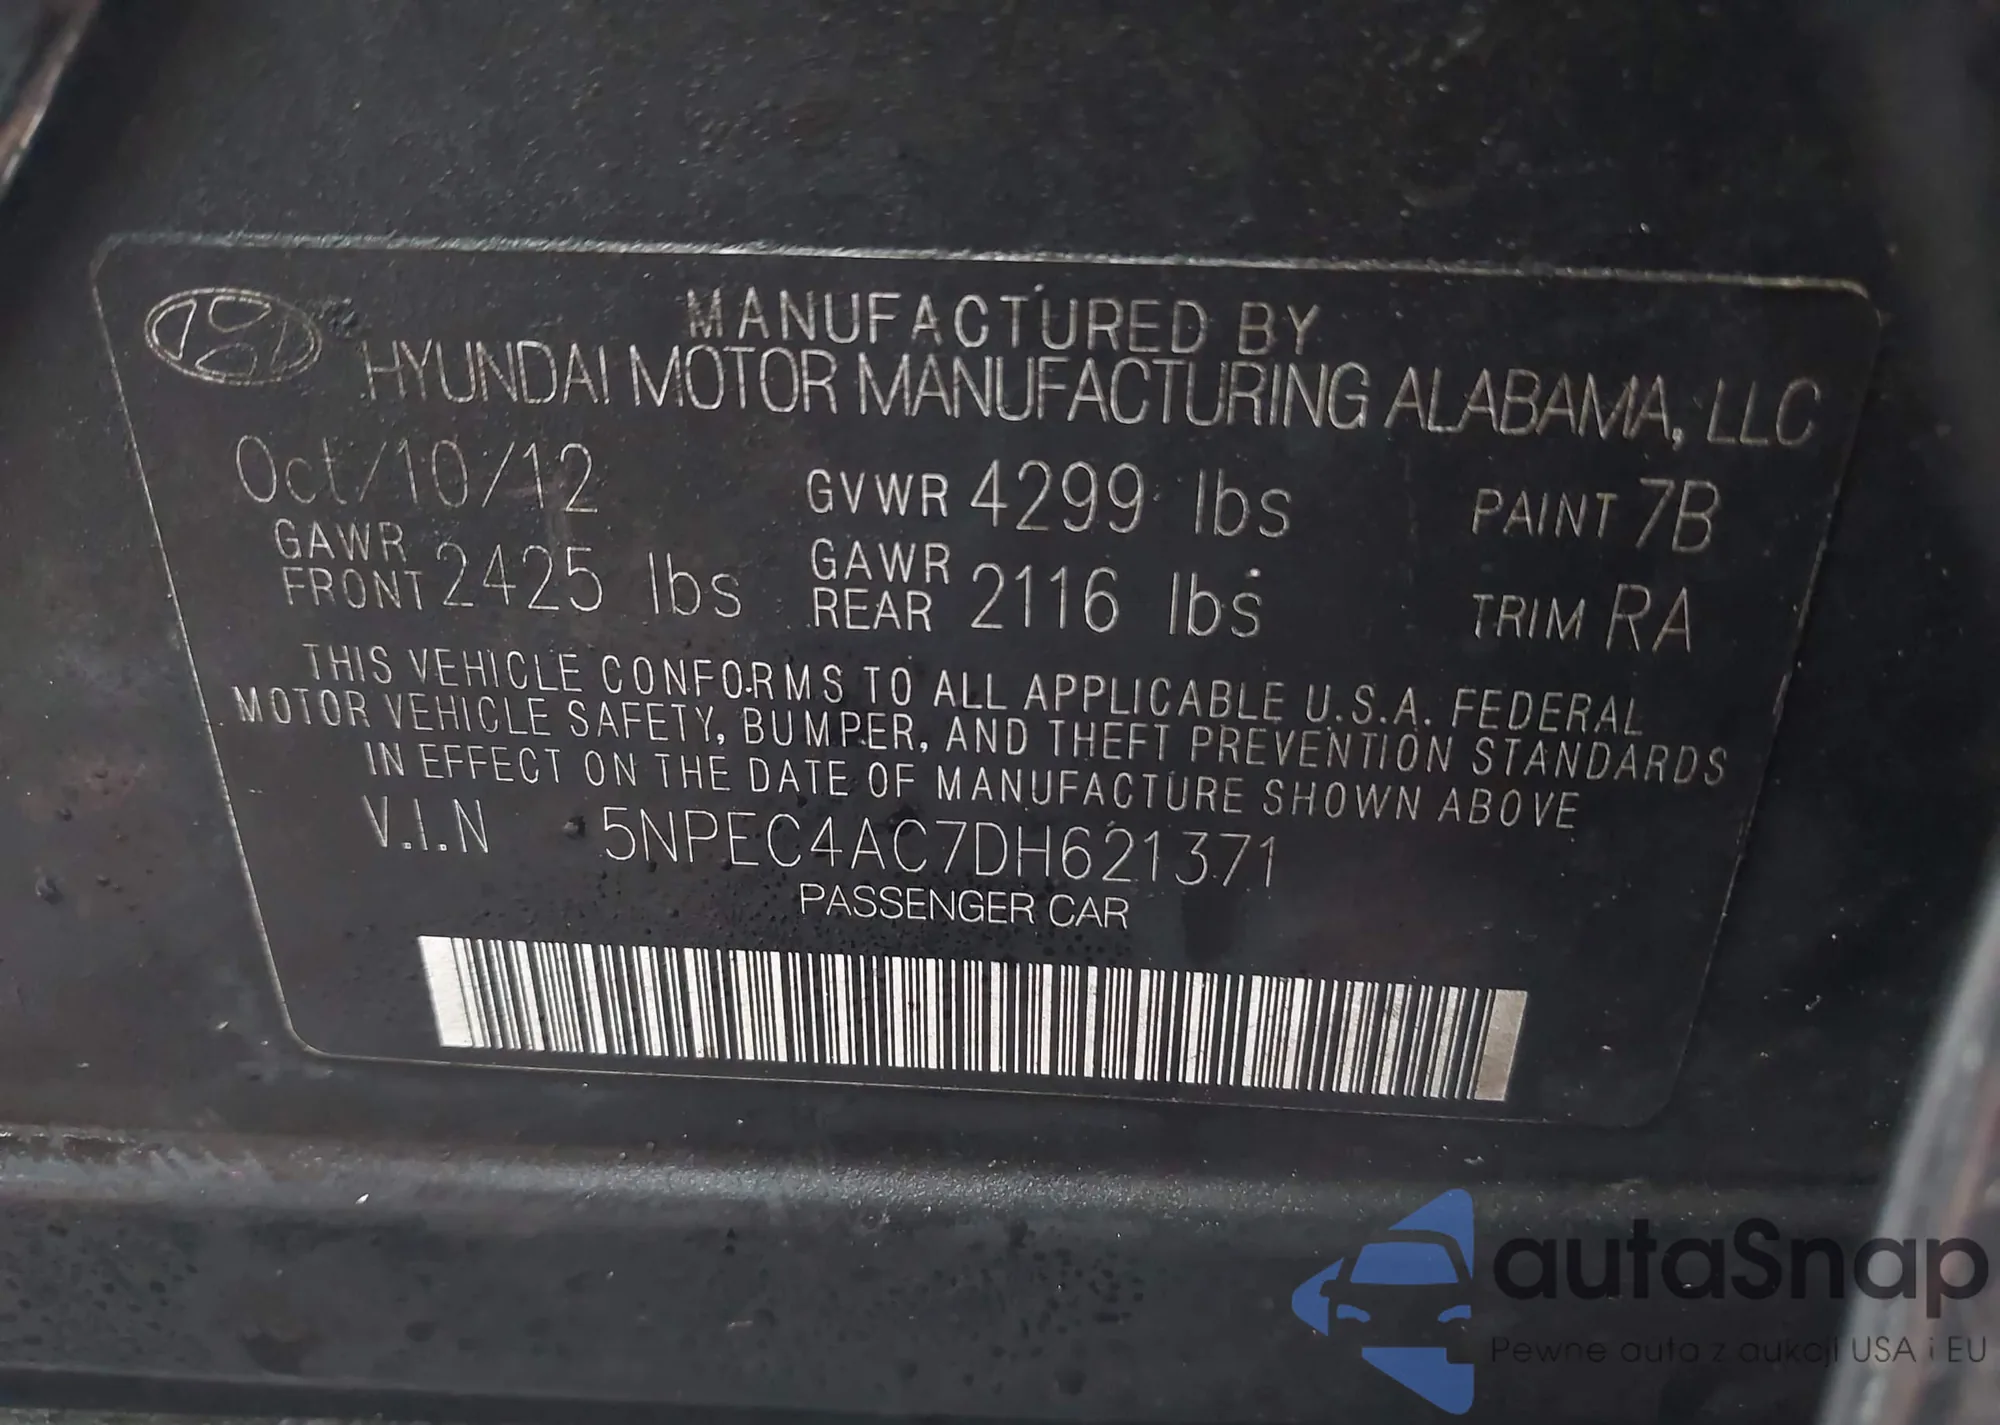 MANUFACTURED BY
HYUNDAI MOTOR MANUFACTURING ALABAMA, LLC
Oct/10/12 GVWR 4299 lbs PAINT 7B
GAWR FRONT 2425 lbs GAWR REAR 2116 lbs TRIM RA
THIS VEHICLE CONFORMS TO ALL APPLICABLE U.S.A. FEDERAL
MOTOR VEHICLE SAFETY, BUMPER, AND THEFT PREVENTION STANDARDS
IN EFFECT ON THE DATE OF MANUFACTURE SHOWN ABOVE
V.I.N 5NPEC4AC7DH621371
PASSENGER CAR
autaSnap
Pewne auta z aukcji USA i EU